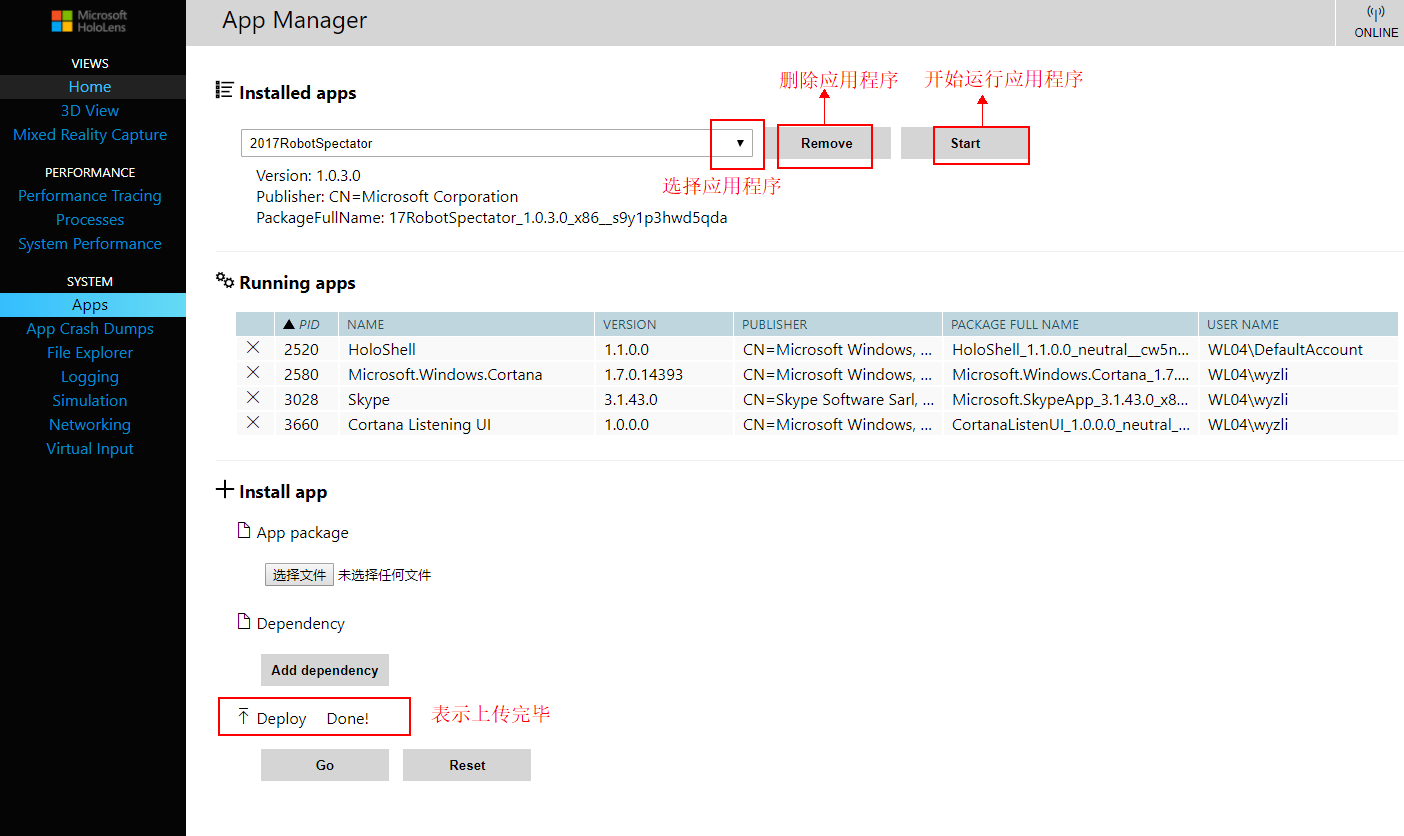 Microsoft
HoloLens
App Manager
ONLINE
VIEWS
Home
3D View
Mixed Reality Capture
PERFORMANCE
Performance Tracing
Processes
System Performance
SYSTEM
Apps
App Crash Dumps
File Explorer
Logging
Simulation
Networking
Virtual Input
删除应用程序 开始运行应用程序
Installed apps
2017RobotSpectator ▼ Remove Start
选择应用程序
Version: 1.0.3.0
Publisher: CN=Microsoft Corporation
PackageFullName: 17RobotSpectator_1.0.3.0_x86__s9y1p3hwd5qda
Running apps
▲ PID NAME VERSION PUBLISHER PACKAGE FULL NAME USER NAME
2520 HoloShell 1.1.0.0 CN=Microsoft Windows, ... HoloShell_1.1.0.0_neutral__cw5n... WL04\DefaultAccount
2580 Microsoft.Windows.Cortana 1.7.0.14393 CN=Microsoft Windows, ... Microsoft.Windows.Cortana_1.7.... WL04\wyzli
3028 Skype 3.1.43.0 CN=Skype Software Sarl, ... Microsoft.SkypeApp_3.1.43.0_x8... WL04\wyzli
3660 Cortana Listening UI 1.0.0.0 CN=Microsoft Windows, ... CortanaListenUI_1.0.0.0_neutral_... WL04\wyzli
Install app
App package
选择文件 未选择任何文件
Dependency
Add dependency
Deploy Done! 表示上传完毕
Go Reset